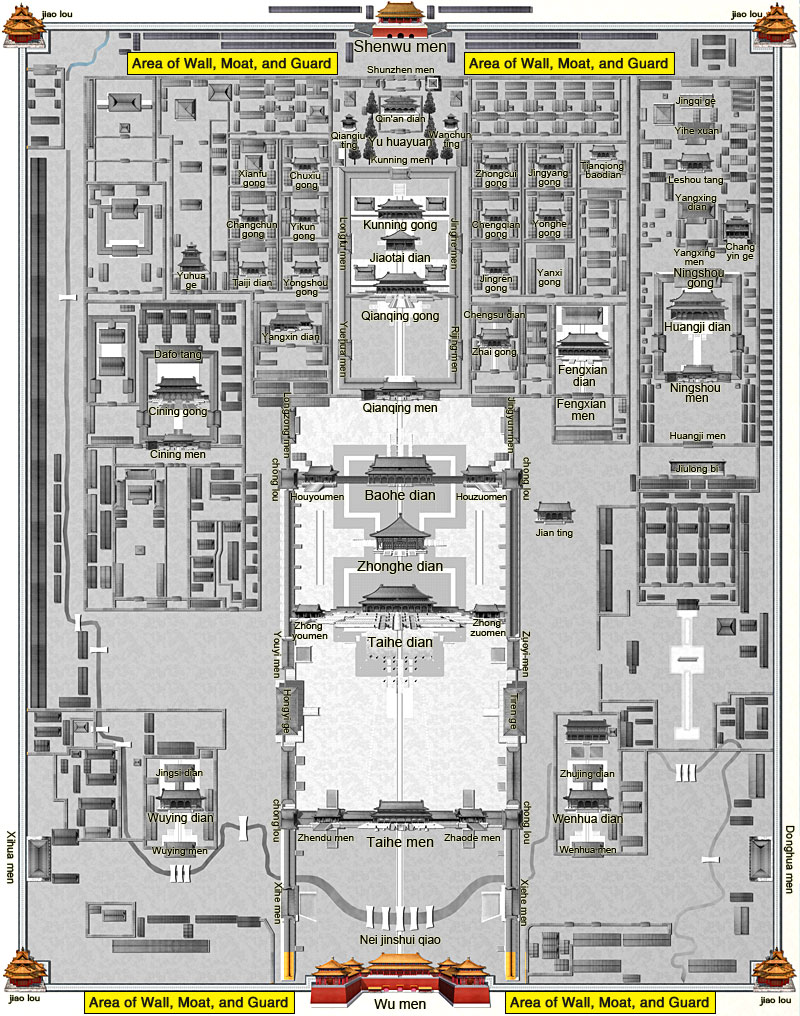 jiao lou
jiao lou
Shenwu men
Area of Wall, Moat, and Guard
Area of Wall, Moat, and Guard
Shunzhen men
Qin'an dian
Qianqiu
ting
Yu huayuan
Wanchun
ting
Kunning men
Jingqi ge
Yihe xuan
Leshou tang
Yangxing
dian
Yangxing
men
Chang
yin ge
Ningshou
gong
Huangji dian
Ningshou
men
Huangji men
Jiulong bi
Xianfu
gong
Chuxiu
gong
Changchun
gong
Yikun
gong
Taiji dian
Yongshou
gong
Yuhua
ge
Zhongcui
gong
Jingyang
gong
Tianqiong
baodian
Chengqian
gong
Yonghe
gong
Jingren
gong
Yanxi
gong
Kunning gong
Jiaotai dian
Qianqing gong
Longfu men
Jinghe men
Yuehua men
Rijing men
Yangxin dian
Chengsu dian
Zhai gong
Fengxian
dian
Fengxian
men
Dafo tang
Cining gong
Cining men
Qianqing men
Longzong men
Jingyun men
chong lou
chong lou
Houyoumen
Baohe dian
Houzuomen
Jian ting
Zhonghe dian
Zhong
youmen
Taihe dian
Zhong
zuomen
Youyi men
Zuoyi men
Hongyi ge
Tiren ge
Jingsi dian
Wuying dian
Wuying men
Zhujing dian
Wenhua dian
Wenhua men
chong lou
chong lou
Zhendu men
Taihe men
Zhaode men
Xihua men
Donghua men
Xihe men
Xiehe men
Nei jinshui qiao
jiao lou
Area of Wall, Moat, and Guard
Wu men
Area of Wall, Moat, and Guard
jiao lou